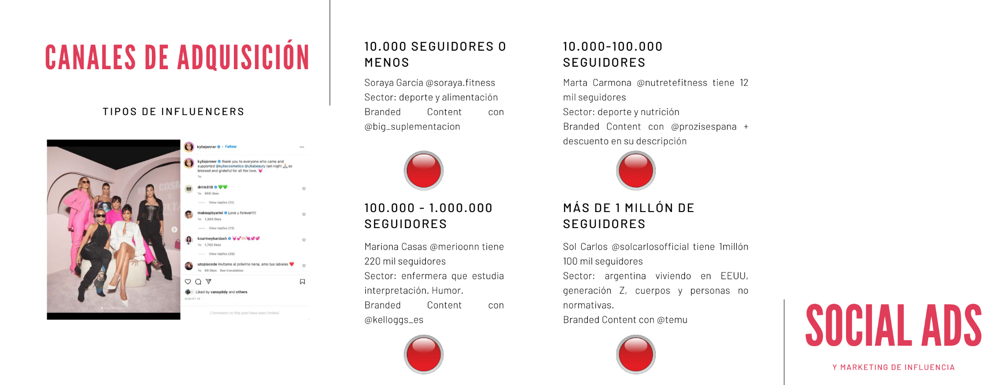 CANALES DE ADQUISICIÓN
TIPOS DE INFLUENCERS
kyliejenner • Follow
kyliejenner thank you to everyone who came and
supported @kyliecosmetics @ultabeauty last night 🙏🏼 so
blessed and grateful for all the love. 💓
1w
drink818 💚💚
1w 886 likes
View replies (12)
makeupbyariel Love u forever!!!!
1w 1,363 likes
View replies (13)
kourtneykardash
1w 1,743 likes
View replies (26)
utopiacode Invítame al próximo nena, amo tus labiales ❤️
1w 69 likes See translation
Liked by vansyddy and others
AUGUST 25
Comments on this post have been limited.
10.000 SEGUIDORES O
MENOS
Soraya García @soraya.fitness
Sector: deporte y alimentación
Branded Content con
@big_suplementacion
10.000-100.000
SEGUIDORES
Marta Carmona @nutretefitness tiene 12
mil seguidores
Sector: deporte y nutrición
Branded Content con @prozisespana +
descuento en su descripción
100.000 - 1.000.000
SEGUIDORES
Mariona Casas @merioonn tiene
220 mil seguidores
Sector: enfermera que estudia
interpretación. Humor.
Branded Content con
@kelloggs_es
MÁS DE 1 MILLÓN DE
SEGUIDORES
Sol Carlos @solcarlosofficial tiene 1millón
100 mil seguidores
Sector: argentina viviendo en EEUU,
generación Z, cuerpos y personas no
normativas.
Branded Content con @temu
SOCIAL ADS
Y MARKETING DE INFLUENCIA